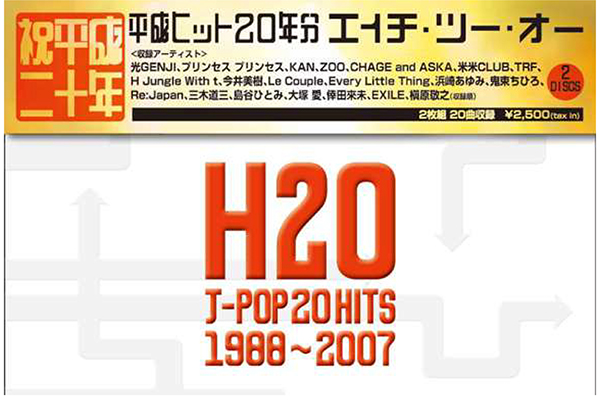 祝平成
二十年
平成ヒット20年分 エイチ・ツー・オー
<収録アーティスト>
光GENJI、プリンセス プリンセス、KAN、ZOO、CHAGE and ASKA、米米CLUB、TRF、
H Jungle With t、今井美樹、Le Couple、Every Little Thing、浜崎あゆみ、鬼束ちひろ、
Re:Japan、三木道三、島谷ひとみ、大塚 愛、倖田來未、EXILE、槇原敬之(収録順)
2
DISCS
2枚組 20曲収録 ¥2,500(tax in)
H20
J-POP20HITS
1988～2007